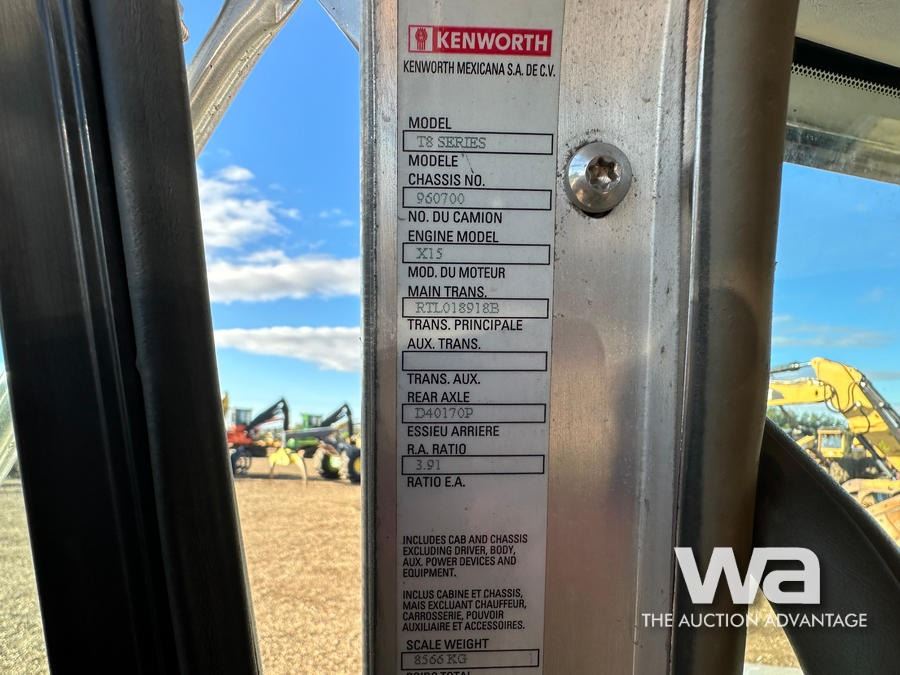 KENWORTH
KENWORTH MEXICANA S.A. DE C.V.
MODEL
T8 SERIES
MODELE
CHASSIS NO.
960700
NO. DU CAMION
ENGINE MODEL
X15
MOD. DU MOTEUR
MAIN TRANS.
RTLO18918B
TRANS. PRINCIPALE
AUX. TRANS.
TRANS. AUX.
REAR AXLE
D40170P
ESSIEU ARRIERE
R.A. RATIO
3.91
RATIO E.A.
INCLUDES CAB AND CHASSIS
EXCLUDING DRIVER, BODY,
AUX. POWER DEVICES AND
EQUIPMENT.
INCLUS CABINE ET CHASSIS,
MAIS EXCLUANT CHAUFFEUR,
CARROSSERIE, POUVOIR
AUXILIAIRE ET ACCESSOIRES.
SCALE WEIGHT
8566 KG
POIDS TOTAL
wa
THE AUCTION ADVANTAGE